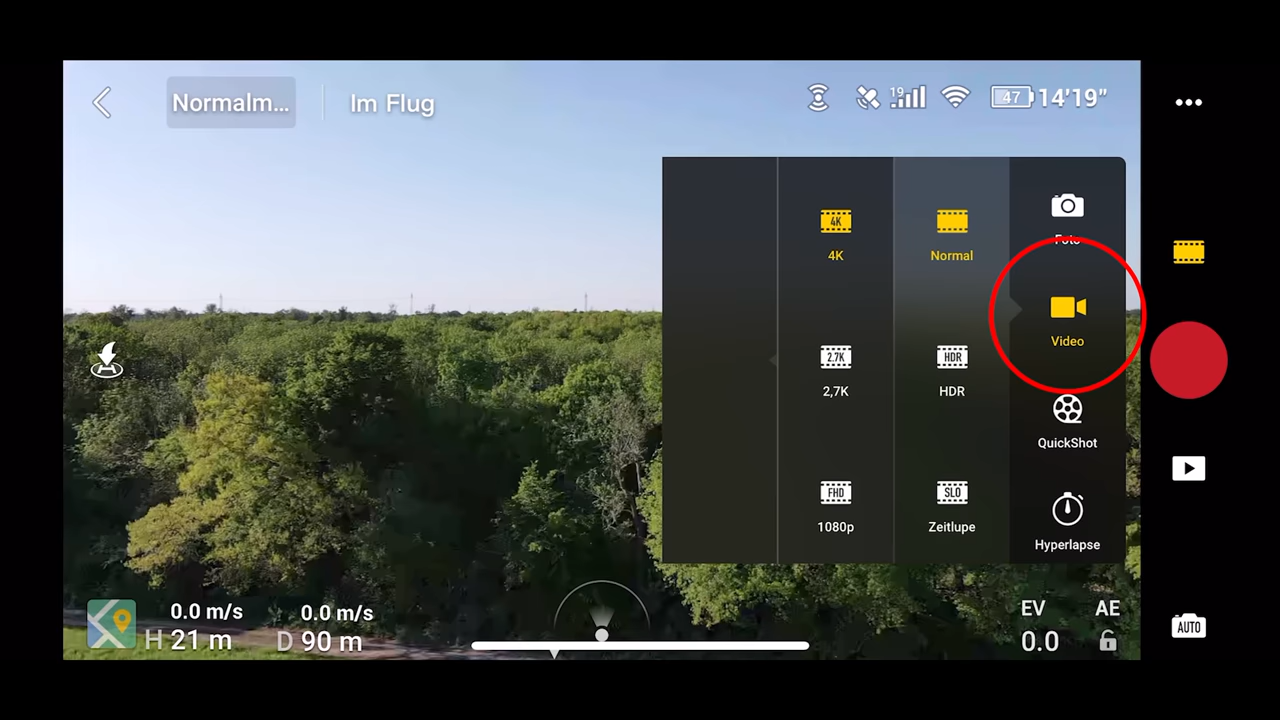 Normalm...
Im Flug
19
47
14'19"
4K
4K
Normal
Foto
Video
2.7K
2,7K
HDR
HDR
QuickShot
FHD
1080p
SLO
Zeitlupe
Hyperlapse
0.0 m/s
0.0 m/s
H 21 m
D 90 m
EV
AE
0.0
AUTO